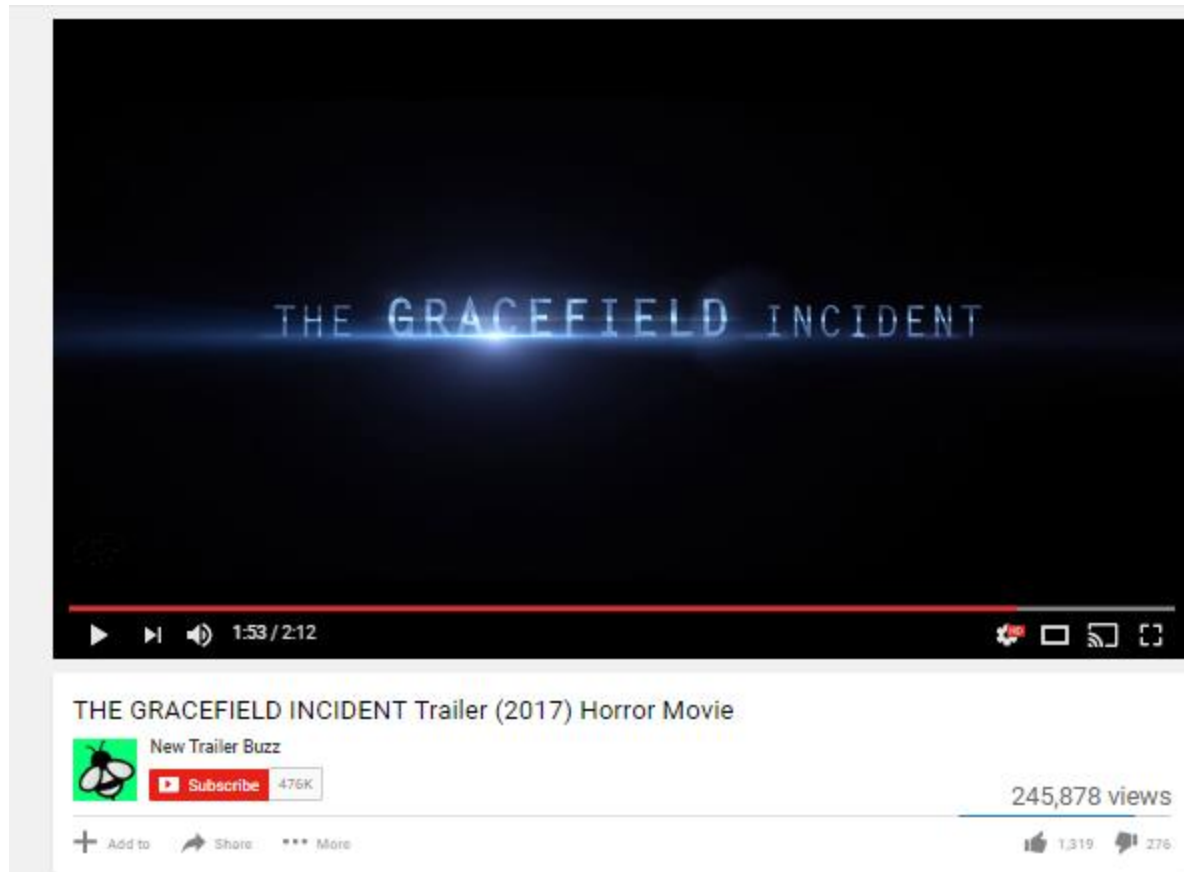 THE GRACEFIELD INCIDENT
1:53 / 2:12
HD
THE GRACEFIELD INCIDENT Trailer (2017) Horror Movie
New Trailer Buzz
Subscribe 476K
245,878 views
Add to Share More 1,319 276